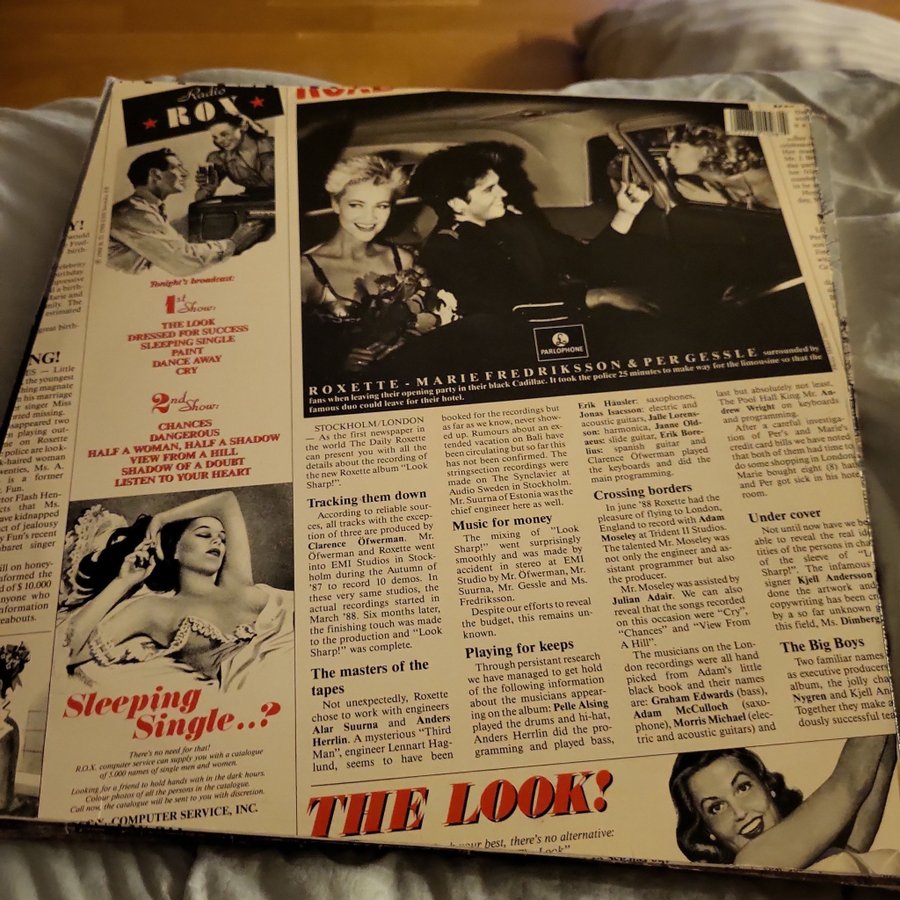 Radio
ROX
Tonight's broadcast:
1st Show:
THE LOOK
DRESSED FOR SUCCESS
SLEEPING SINGLE
PAINT
DANCE AWAY
CRY
2nd Show:
CHANCES
DANGEROUS
HALF A WOMAN, HALF A SHADOW
VIEW FROM A HILL
SHADOW OF A DOUBT
LISTEN TO YOUR HEART
Sleeping
Single..?
There's no need for that!
R.O.X. computer service can supply you with a catalogue
of 5.000 names of single men and women.
Looking for a friend to hold hands with in the dark hours.
Colour photos of all the persons in the catalogue.
Call now, the catalogue will be sent to you with discretion.
COMPUTER SERVICE, INC.
PARLOPHONE
ROXETTE - MARIE FREDRIKSSON & PER GESSLE surrounded by
fans when leaving their opening party in their black Cadillac. It took the police 25 minutes to make way for the limousine so that the
famous duo could leave for their hotel.
STOCKHOLM/LONDON
— As the first newspaper in
the world The Daily Roxette
can present you with all the
details about the recording of
the new Roxette album "Look
Sharp!".
Tracking them down
According to reliable sour-
ces, all tracks with the excep-
tion of three are produced by
Clarence Öfwerman. Mr.
Öfwerman and Roxette went
into EMI Studios in Stock-
holm during the Autumn of
'87 to record 10 demos. In
these very same studios, the
actual recordings started in
March '88. Six months later,
the finishing touch was made
to the production and "Look
Sharp!" was complete.
The masters of the
tapes
Not unexpectedly, Roxette
chose to work with engineers
Alar Suurna and Anders
Herrlin. A mysterious "Third
Man", engineer Lennart Hag-
lund, seems to have been
booked for the recordings but
as far as we know, never show-
ed up. Rumours about an ex-
tended vacation on Bali have
been circulating but so far this
has not been confirmed. The
stringsection recordings were
made on The Synclavier at
Audio Sweden in Stockholm.
Mr. Suurna of Estonia was the
chief engineer here as well.
Music for money
The mixing of "Look
Sharp!" went surprisingly
smoothly and was made by
accident in stereo at EMI
Studio by Mr. Öfwerman, Mr.
Suurna, Mr. Gessle and Ms.
Fredriksson.
Despite our efforts to reveal
the budget, this remains un-
known.
Playing for keeps
Through persistant research
we have managed to get hold
of the following information
about the musicians appear-
ing on the album: Pelle Alsing
played the drums and hi-hat,
Anders Herrlin did the pro-
gramming and played bass,
Erik Häusler: saxophones,
Jonas Isacsson: electric and
acoustic guitars, Jalle Lorens-
son: harmonica, Janne Old-
aeus: slide guitar, Erik Bore-
lius: spanish guitar and
Clarence Öfwerman played
the keyboards and did the
main programming.
Crossing borders
In june '88 Roxette had the
pleasure of flying to London,
England to record with Adam
Moseley at Trident II Studios.
The talented Mr. Moseley was
not only the engineer and as-
sistant programmer but also
the producer.
Mr. Moseley was assisted by
Julian Adair. We can also
reveal that the songs recorded
on this occasion were "Cry",
"Chances" and "View From
A Hill".
The musicians on the Lon-
don recordings were all hand
picked from Adam's little
black book and their names
are: Graham Edwards (bass),
Adam McCulloch (saxo-
phone), Morris Michael (elec-
tric and acoustic guitars) and
last but absolutely not least,
The Pool Hall King Mr. An-
drew Wright on keyboards
and programming.
After a careful investiga-
tion of Per's and Marie's
credit card bills we have noted
that both of them had time to
do some shopping in London.
Marie bought eight (8) hats
and Per got sick in his hotel
room.
Under cover
Not until now have we be
able to reveal the real ide
tities of the persons in
of the sleeve of "L
Sharp!". The infamous
signer Kjell Andersson
done the artwork and
copywriting has been cr
by a so far unknown
this field, Ms. Dimberg
The Big Boys
Two familiar names
as executive producers
album, the jolly cha
Nygren and Kjell An
Together they make a
dously successful tea
THE LOOK!
your best, there's no alternative: